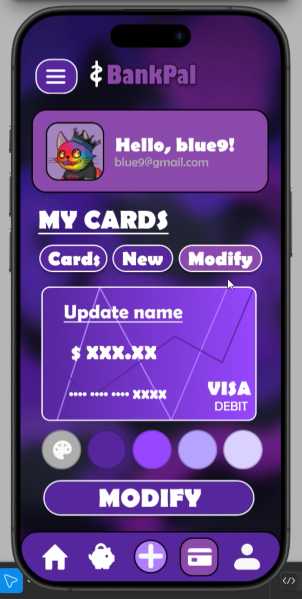 BankPal
Hello, blue9!
blue9@gmail.com
MY CARDS
Cards New Modify
Update name
$ XXX.XX
•••• •••• •••• XXXX
VISA
DEBIT
MODIFY